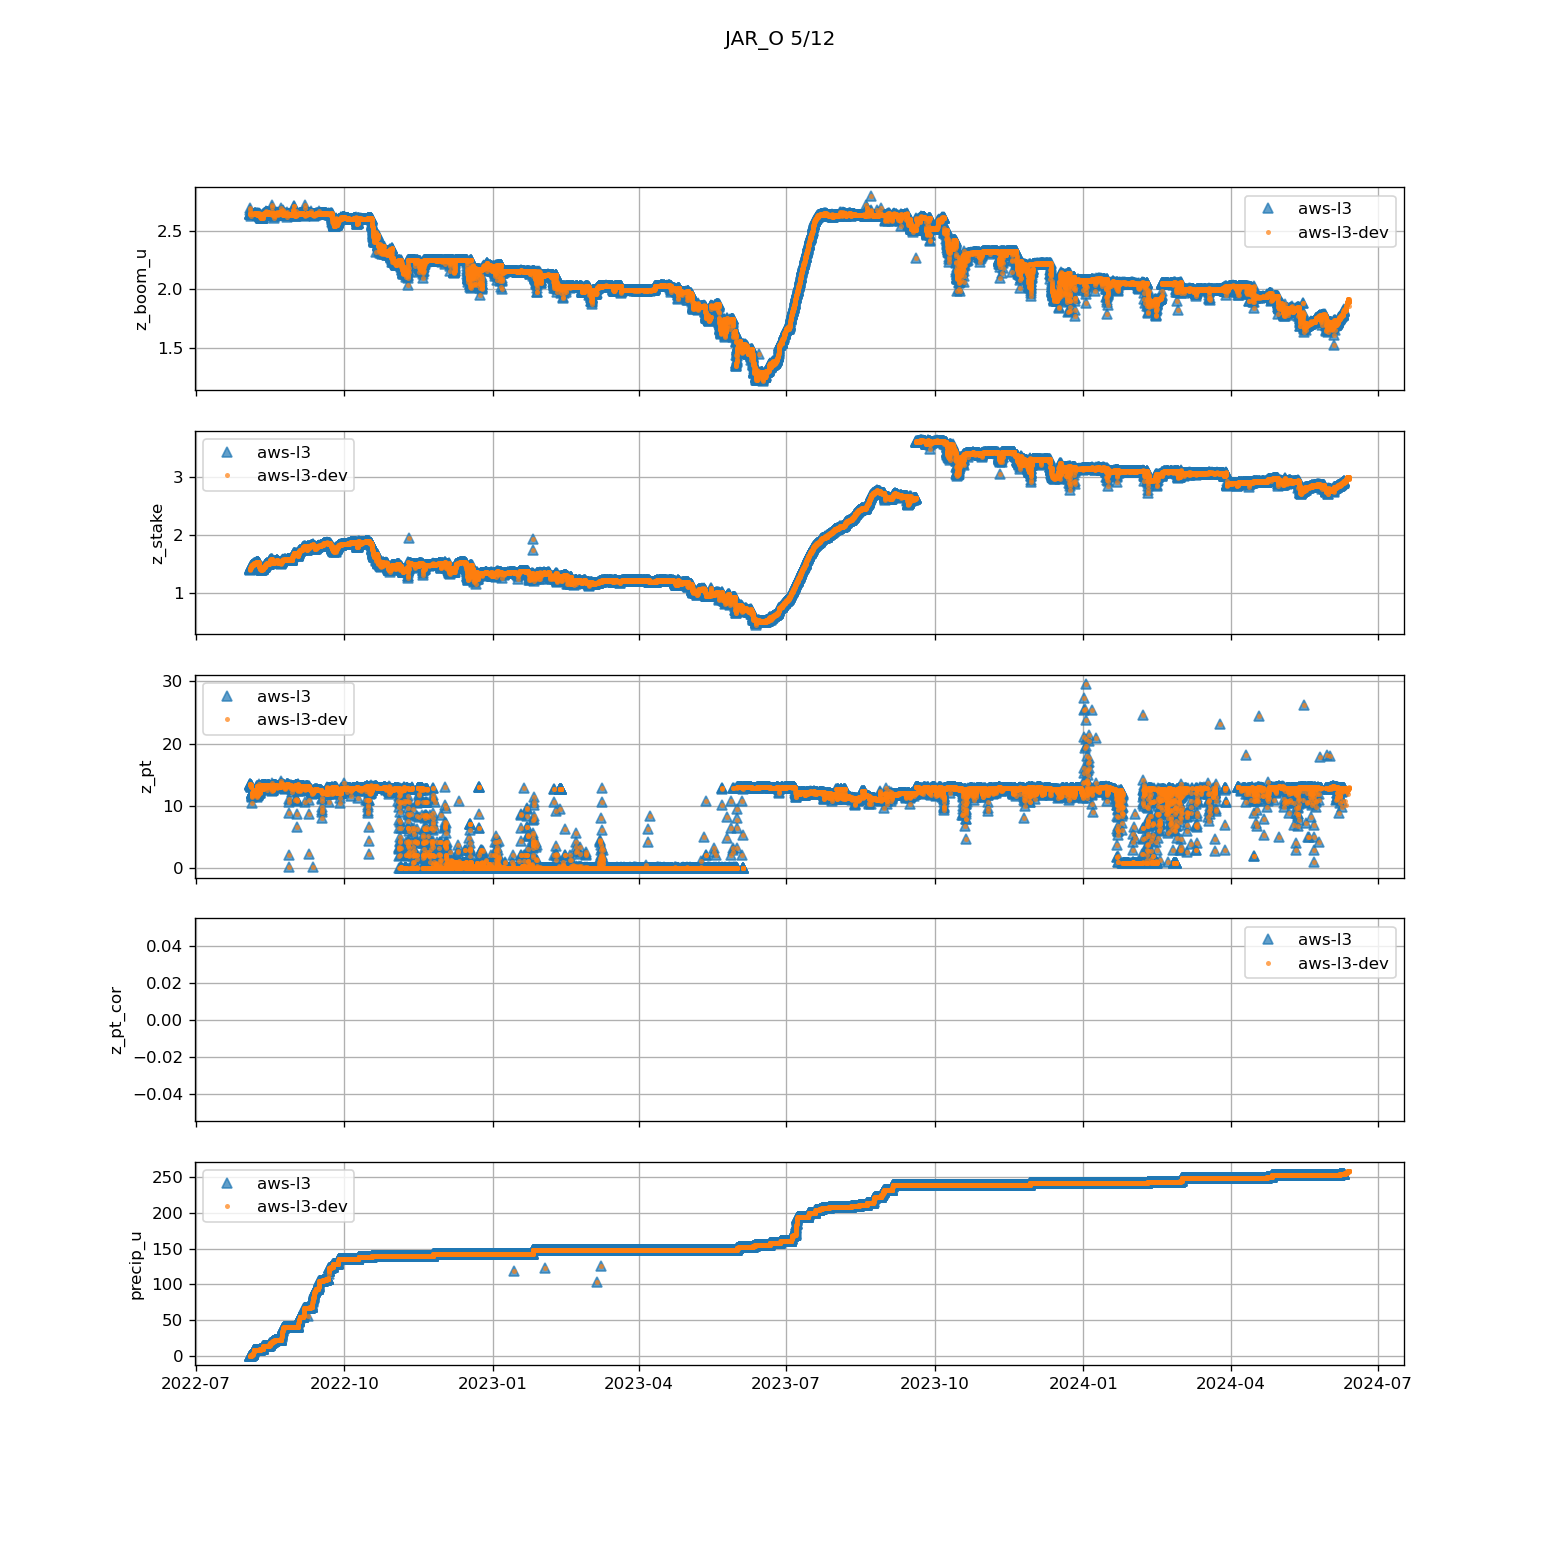 JAR_O 5/12
z_boom_u
2.5
2.0
1.5
aws-l3
aws-l3-dev
z_stake
3
2
1
aws-l3
aws-l3-dev
z_pt
30
20
10
0
aws-l3
aws-l3-dev
z_pt_cor
0.04
0.02
0.00
−0.02
−0.04
aws-l3
aws-l3-dev
precip_u
250
200
150
100
50
0
aws-l3
aws-l3-dev
2022-07 2022-10 2023-01 2023-04 2023-07 2023-10 2024-01 2024-04 2024-07